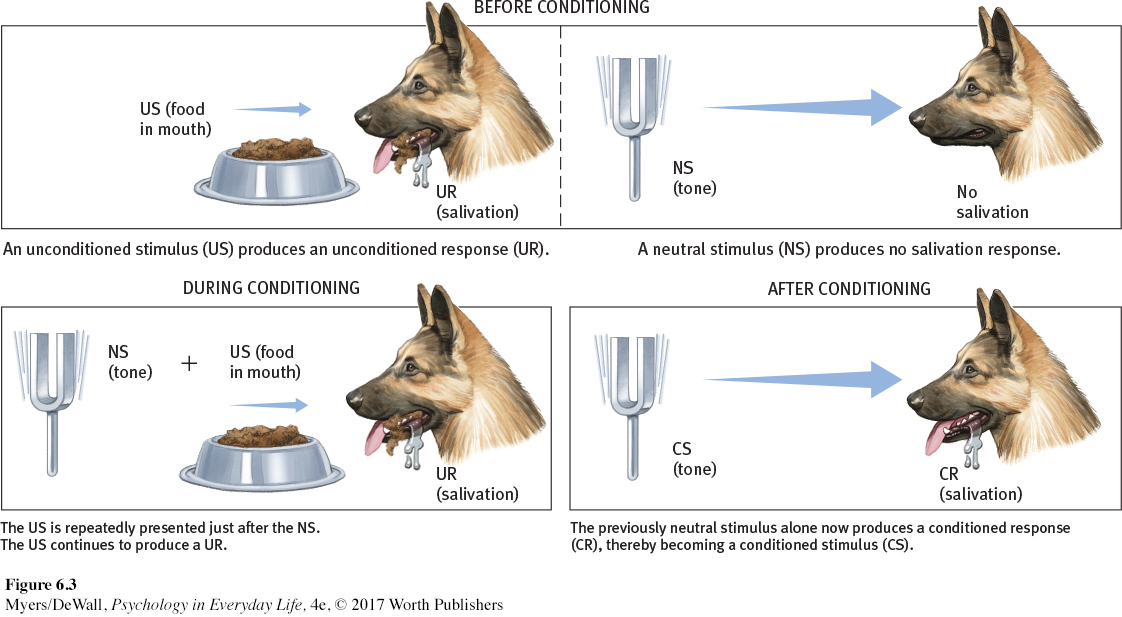 BEFORE CONDITIONING
US (food
in mouth)
UR
(salivation)
NS
(tone)
No
salivation
An unconditioned stimulus (US) produces an unconditioned response (UR).
A neutral stimulus (NS) produces no salivation response.
DURING CONDITIONING
NS
(tone)
+
US (food
in mouth)
UR
(salivation)
The US is repeatedly presented just after the NS.
The US continues to produce a UR.
AFTER CONDITIONING
CS
(tone)
CR
(salivation)
The previously neutral stimulus alone now produces a conditioned response
(CR), thereby becoming a conditioned stimulus (CS).
Figure 6.3
Myers/DeWall, Psychology in Everyday Life, 4e, © 2017 Worth Publishers